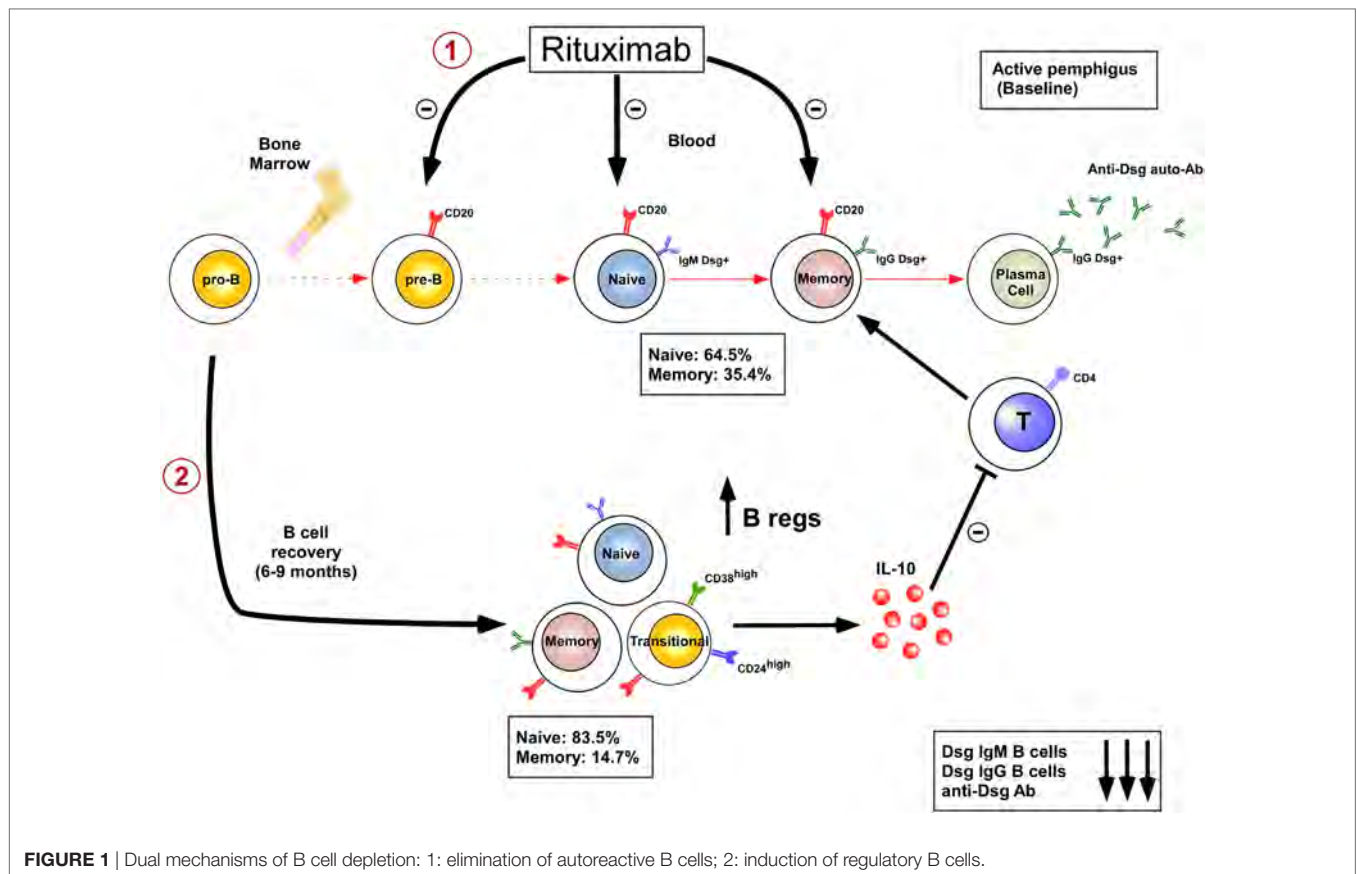 1
Rituximab
Active pemphigus
(Baseline)
Bone
Marrow
Blood
Anti-Dsg auto-Ab
CD20
CD20
CD20
IgM Dsg+
IgG Dsg+
IgG Dsg+
pro-B
pre-B
Naive
Memory
Plasma
Cell
Naive: 64.5%
Memory: 35.4%
CD4
T
2
B regs
B cell
recovery
(6-9 months)
Naive
IL-10
CD38high
Memory
Transitional
CD24high
Naive: 83.5%
Memory: 14.7%
Dsg IgM B cells
Dsg IgG B cells
anti-Dsg Ab
FIGURE 1 | Dual mechanisms of B cell depletion: 1: elimination of autoreactive B cells; 2: induction of regulatory B cells.